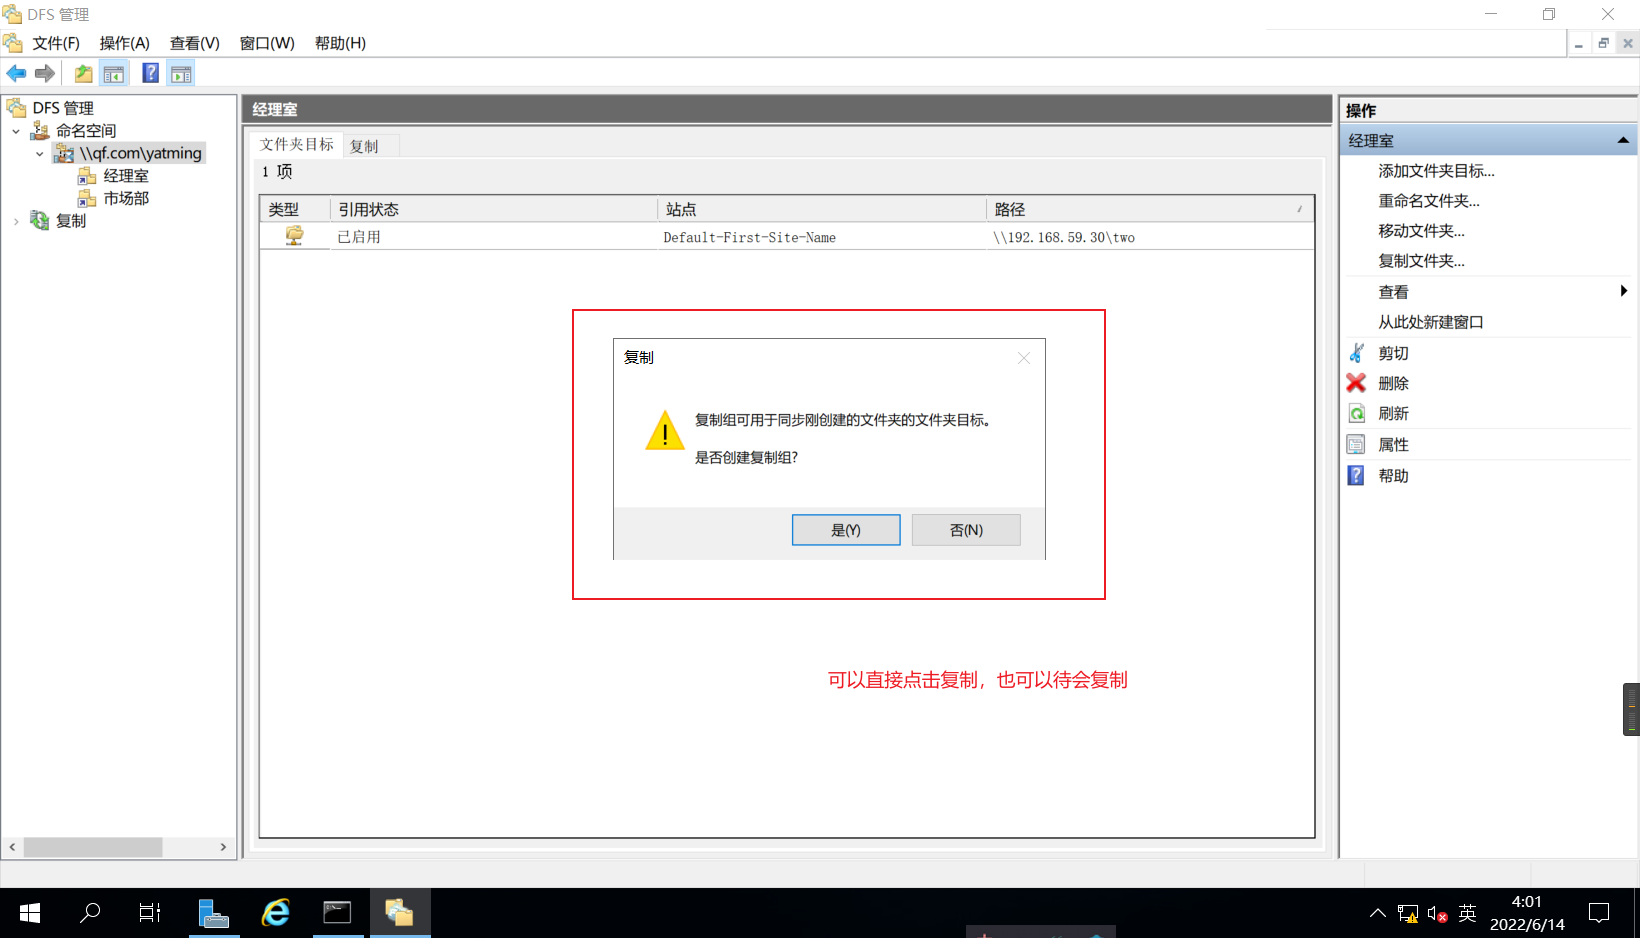 DFS 管理
文件(F) 操作(A) 查看(V) 窗口(W) 帮助(H)
DFS 管理
命名空间
\\qf.com\yatming
经理室
市场部
复制
经理室
文件夹目标 复制
1 项
类型 引用状态 站点 路径
已启用 Default-First-Site-Name \\192.168.59.30\two
复制
复制组可用于同步刚创建的文件夹的文件夹目标。
是否创建复制组?
是(Y) 否(N)
可以直接点击复制，也可以待会复制
操作
经理室
添加文件夹目标...
重命名文件夹...
移动文件夹...
复制文件夹...
查看
从此处新建窗口
剪切
删除
刷新
属性
帮助
英
4:01
2022/6/14